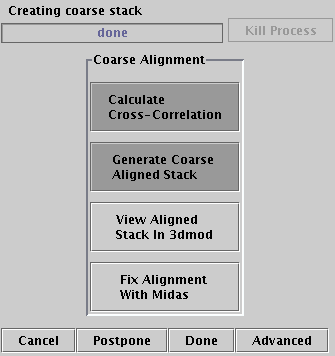 Creating coarse stack
done
Kill Process
Coarse Alignment
Calculate
Cross-Correlation
Generate Coarse
Aligned Stack
View Aligned
Stack In 3dmod
Fix Alignment
With Midas
Cancel
Postpone
Done
Advanced